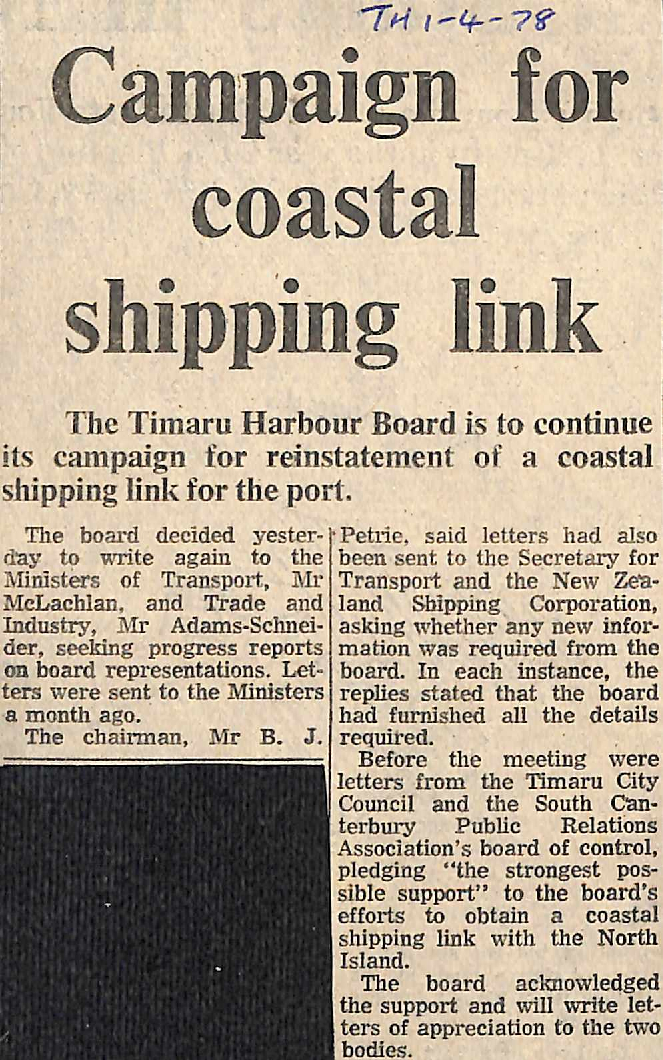 TH 1-4-78
Campaign for
coastal
shipping link
The Timaru Harbour Board is to continue
its campaign for reinstatement of a coastal
shipping link for the port.
The board decided yester-
day to write again to the
Ministers of Transport, Mr
McLachlan, and Trade and
Industry, Mr Adams-Schnei-
der, seeking progress reports
on board representations. Let-
ters were sent to the Ministers
a month ago.
The chairman, Mr B. J.
Petrie, said letters had also
been sent to the Secretary for
Transport and the New Zea-
land Shipping Corporation,
asking whether any new infor-
mation was required from the
board. In each instance, the
replies stated that the board
had furnished all the details
required.
Before the meeting were
letters from the Timaru City
Council and the South Can-
terbury Public Relations
Association's board of control,
pledging "the strongest pos-
sible support" to the board's
efforts to obtain a coastal
shipping link with the North
Island.
The board acknowledged
the support and will write let-
ters of appreciation to the two
bodies.